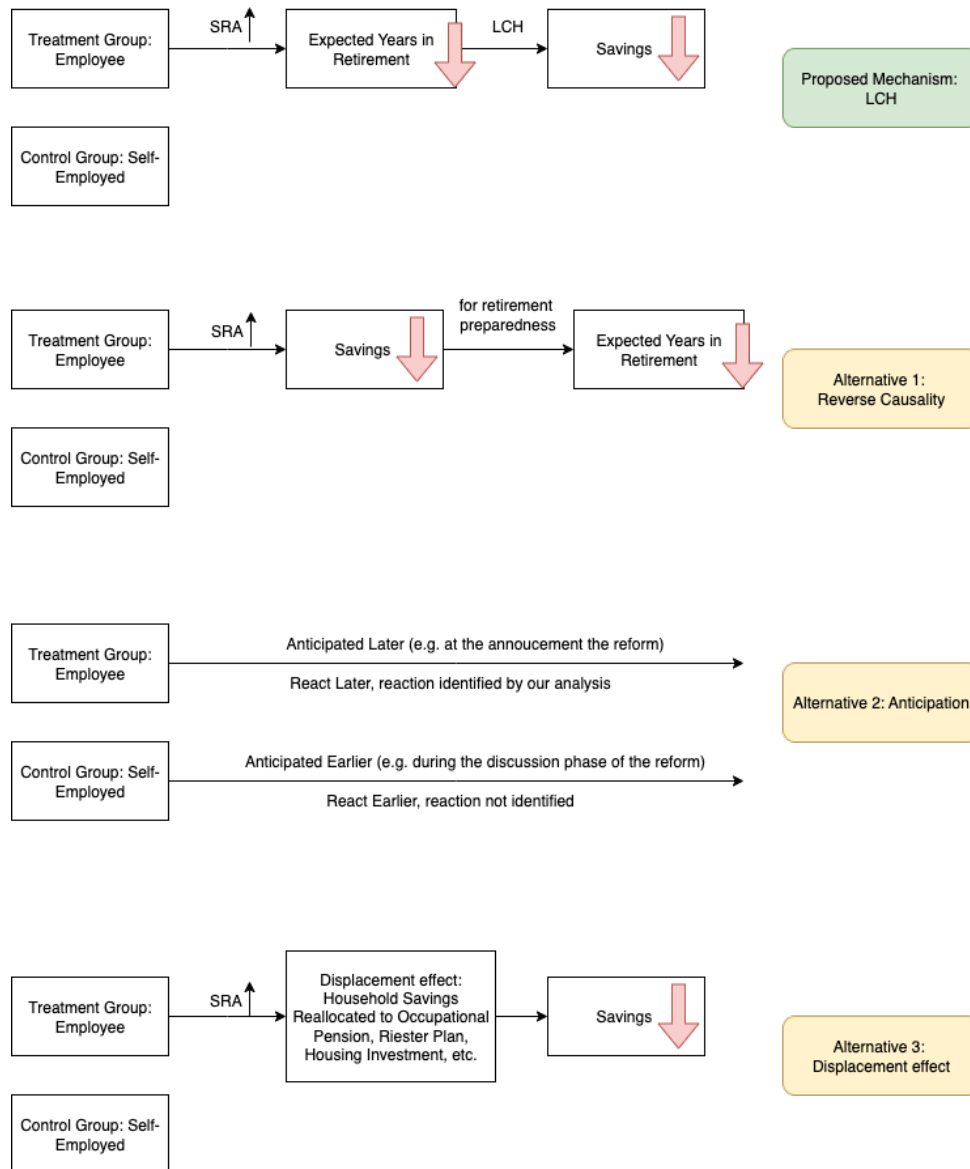 Treatment Group:
Employee
SRA
Expected Years in
Retirement
LCH
Savings
Proposed Mechanism:
LCH
Control Group: Self-
Employed
Treatment Group:
Employee
SRA
Savings
for retirement
preparedness
Expected Years in
Retirement
Alternative 1:
Reverse Causality
Control Group: Self-
Employed
Treatment Group:
Employee
Anticipated Later (e.g. at the annoucement the reform)
React Later, reaction identified by our analysis
Alternative 2: Anticipation
Control Group: Self-
Employed
Anticipated Earlier (e.g. during the discussion phase of the reform)
React Earlier, reaction not identified
Treatment Group:
Employee
SRA
Displacement effect:
Household Savings
Reallocated to Occupational
Pension, Riester Plan,
Housing Investment, etc.
Savings
Alternative 3:
Displacement effect
Control Group: Self-
Employed